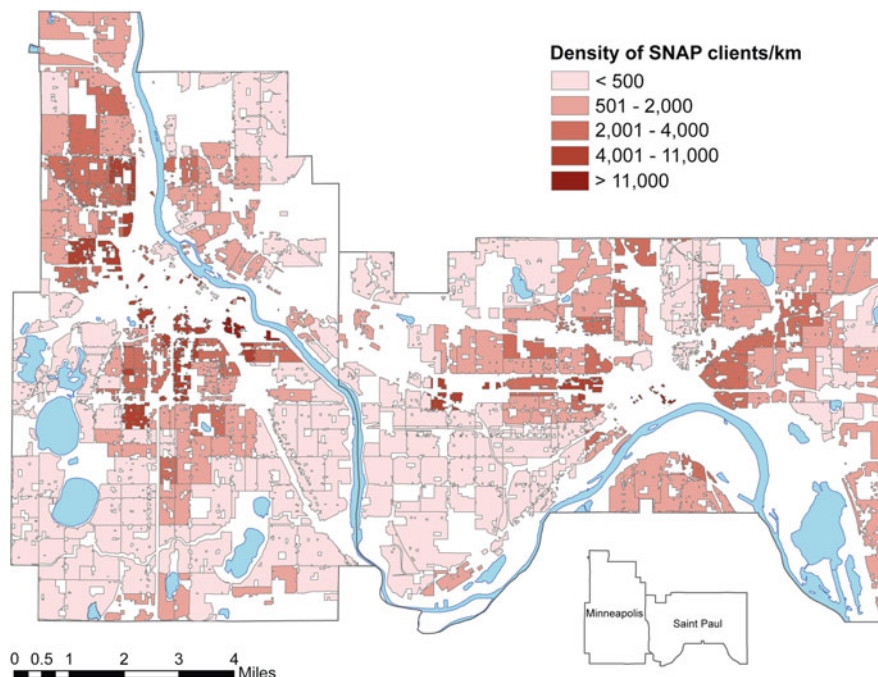 Density of SNAP clients/km
< 500
501 - 2,000
2,001 - 4,000
4,001 - 11,000
> 11,000
Minneapolis
Saint Paul
0 0.5 1 2 3 4
Miles